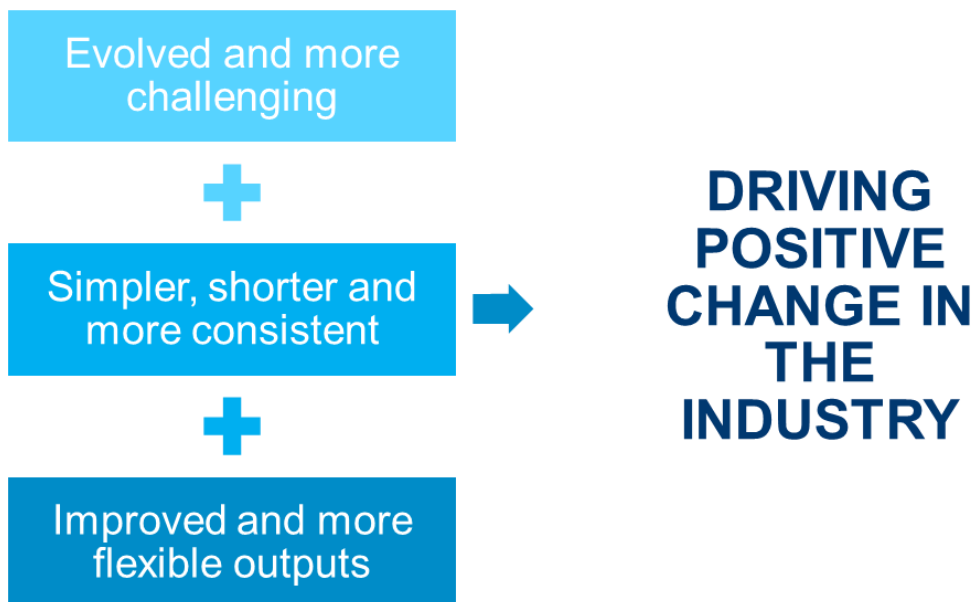 Evolved and more
challenging
Simpler, shorter and
more consistent
Improved and more
flexible outputs
DRIVING
POSITIVE
CHANGE IN
THE
INDUSTRY